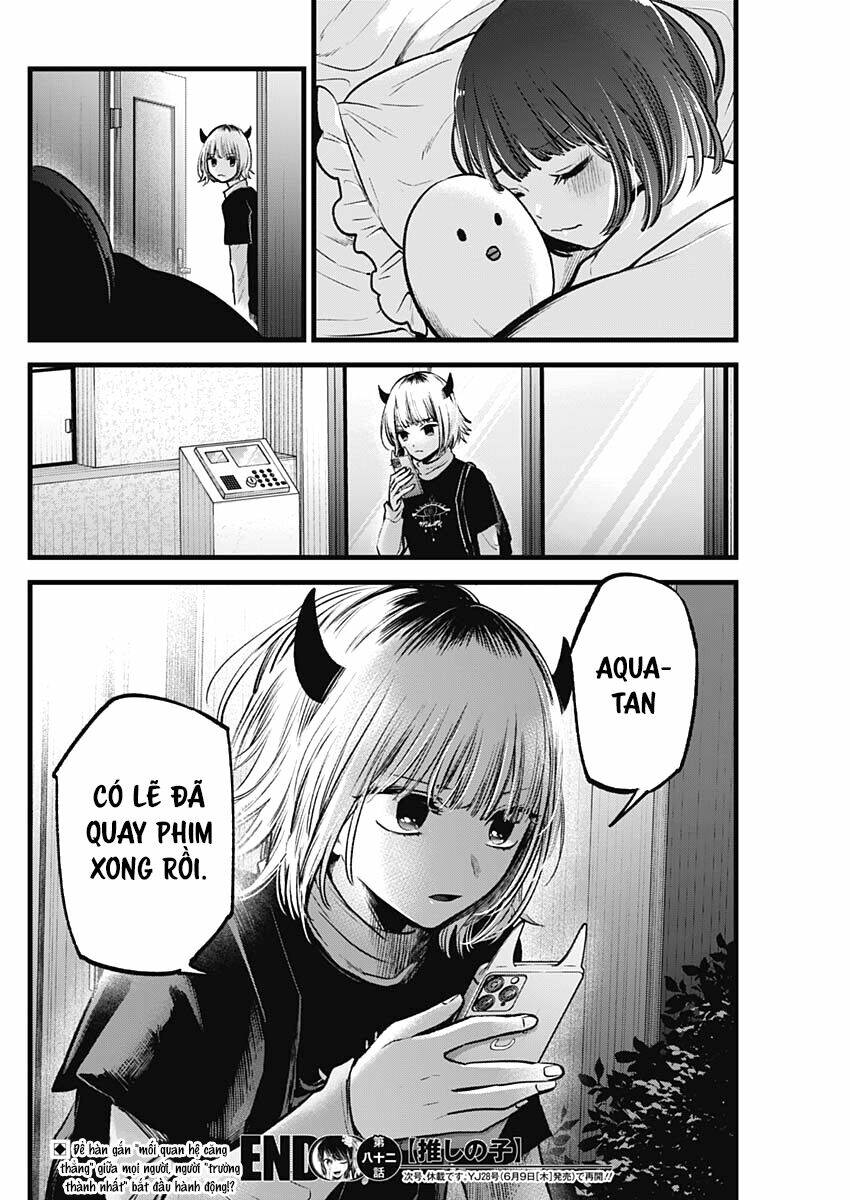 AQUA-
TAN
CÓ LẼ ĐÃ
QUAY PHIM
XONG RỒI.
Để hàn gắn "mối quan hệ căng
thẳng" giữa mọi người, người "trưởng
thành nhất" bắt đầu hành động!?
END
第
八十二
話
【推しの子】
次号、休載です。YJ28号(6月9日[木]発売)で再開!!